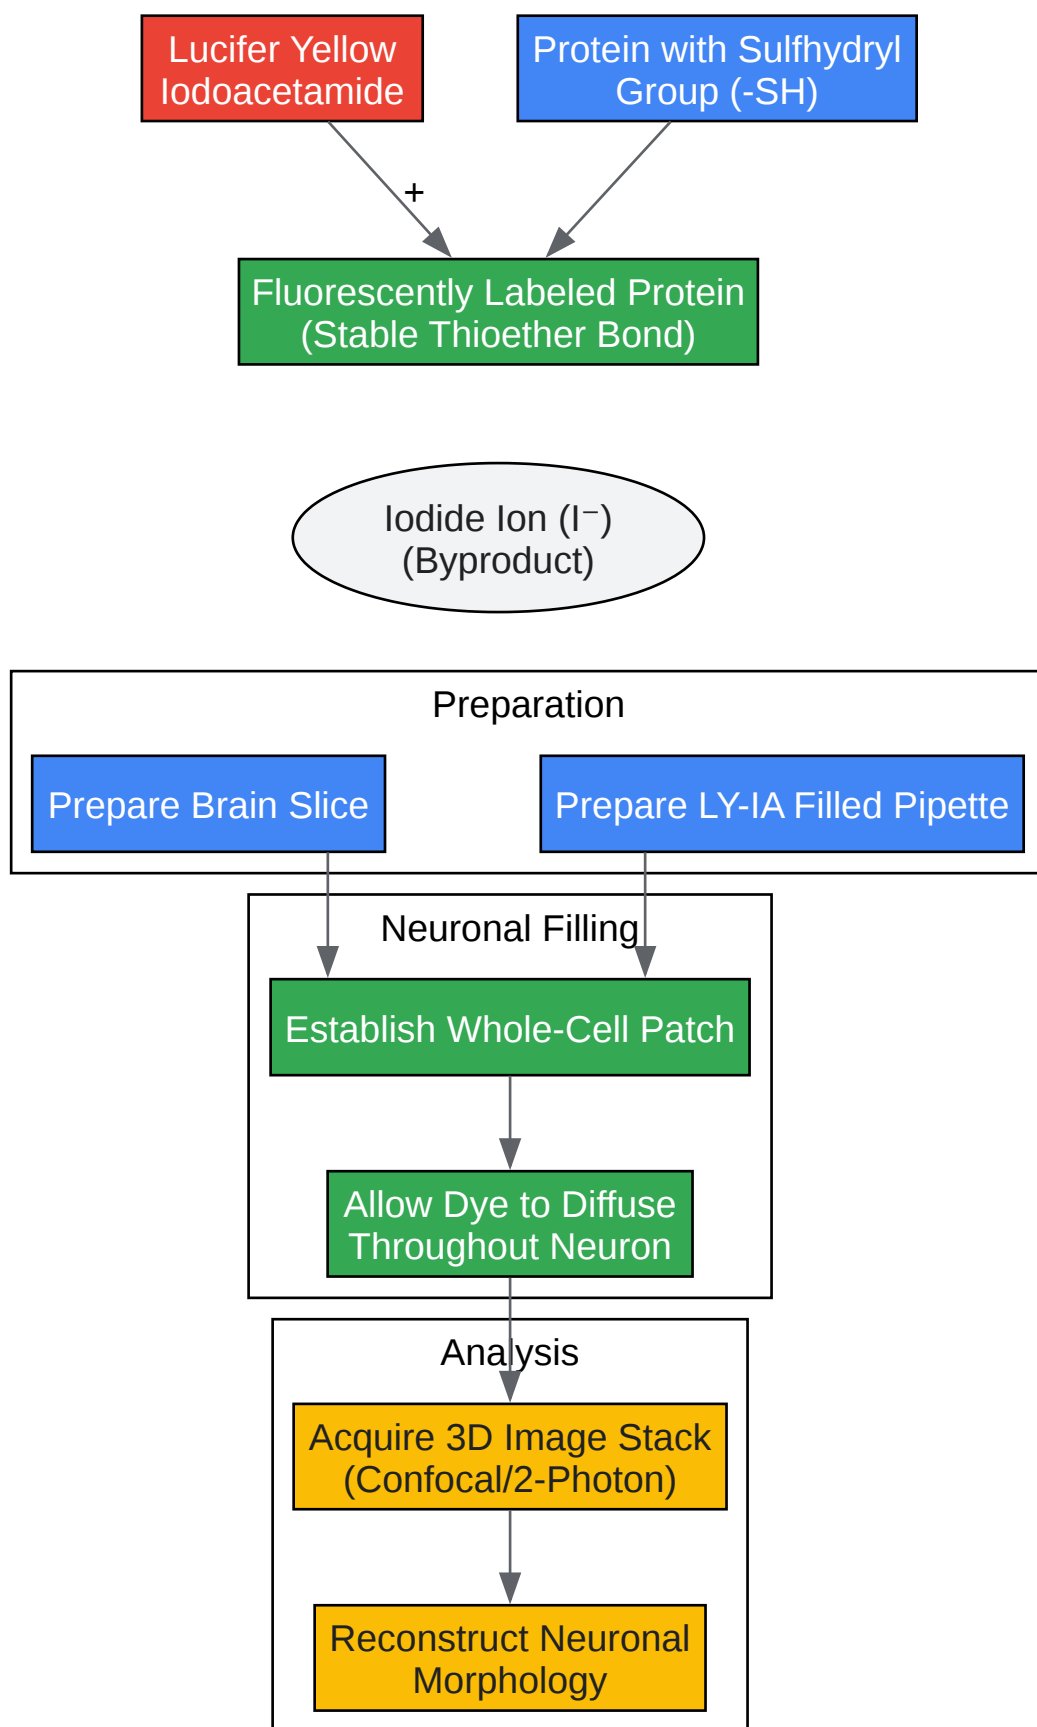 Lucifer Yellow
Iodoacetamide
Protein with Sulfhydryl
Group (-SH)
+
Fluorescently Labeled Protein
(Stable Thioether Bond)
Iodide Ion (I⁻)
(Byproduct)
Preparation
Prepare Brain Slice
Prepare LY-IA Filled Pipette
Neuronal Filling
Establish Whole-Cell Patch
Allow Dye to Diffuse
Throughout Neuron
Analysis
Acquire 3D Image Stack
(Confocal/2-Photon)
Reconstruct Neuronal
Morphology